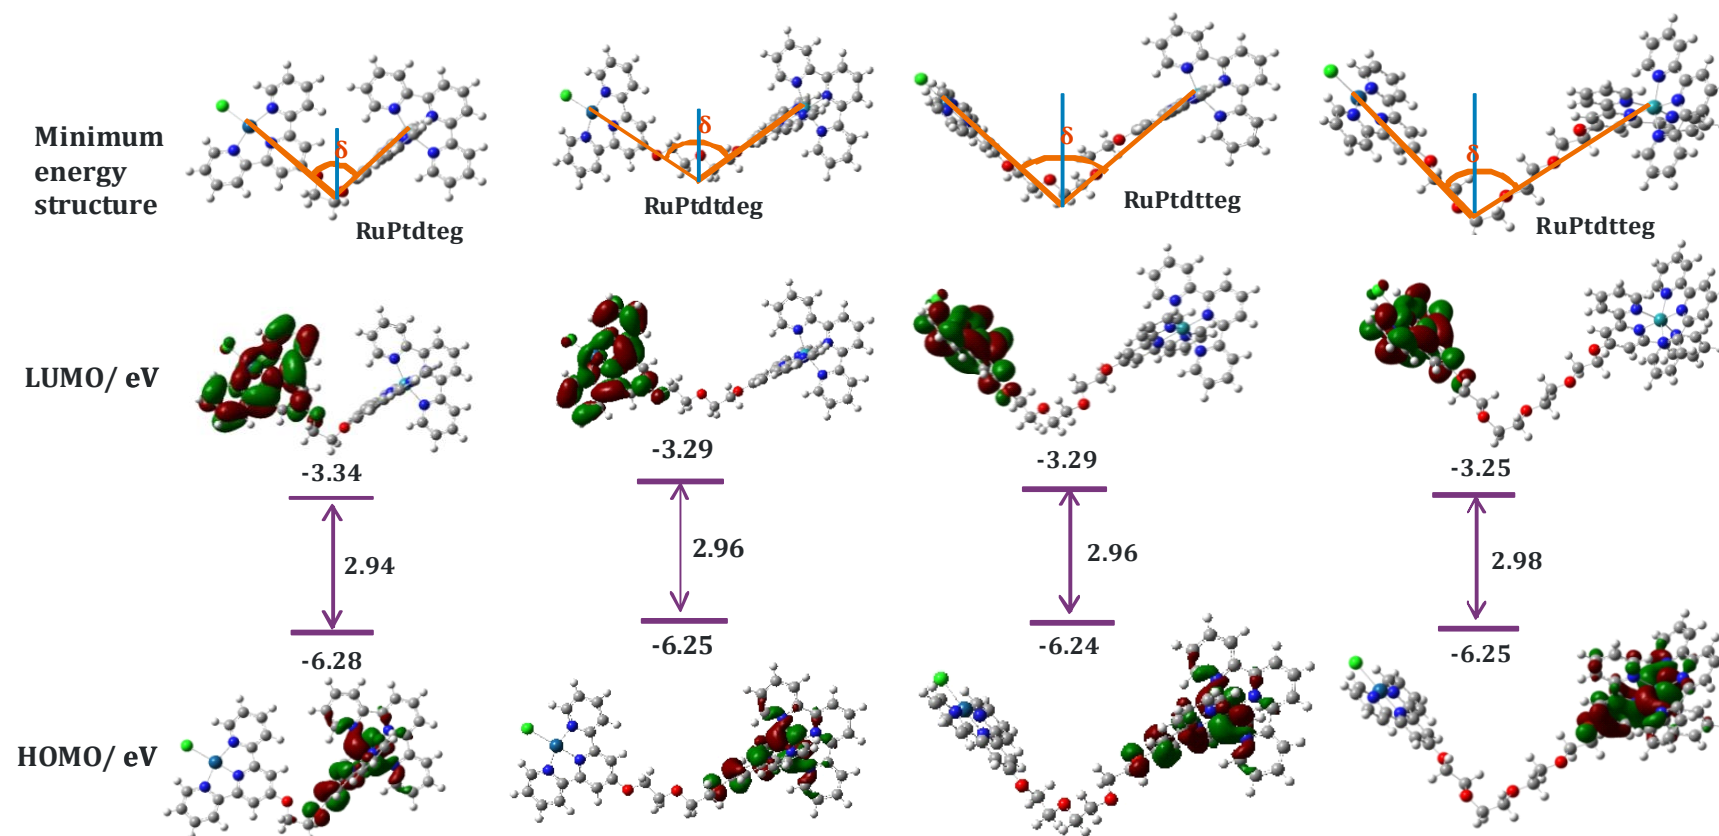 Minimum
energy
structure
δ
δ
δ
δ
RuPtdteg
RuPtdtdeg
RuPtdtteg
RuPtdtteg
LUMO/ eV
-3.34
-3.29
-3.29
-3.25
2.94
2.96
2.96
2.98
-6.28
-6.25
-6.24
-6.25
HOMO/ eV